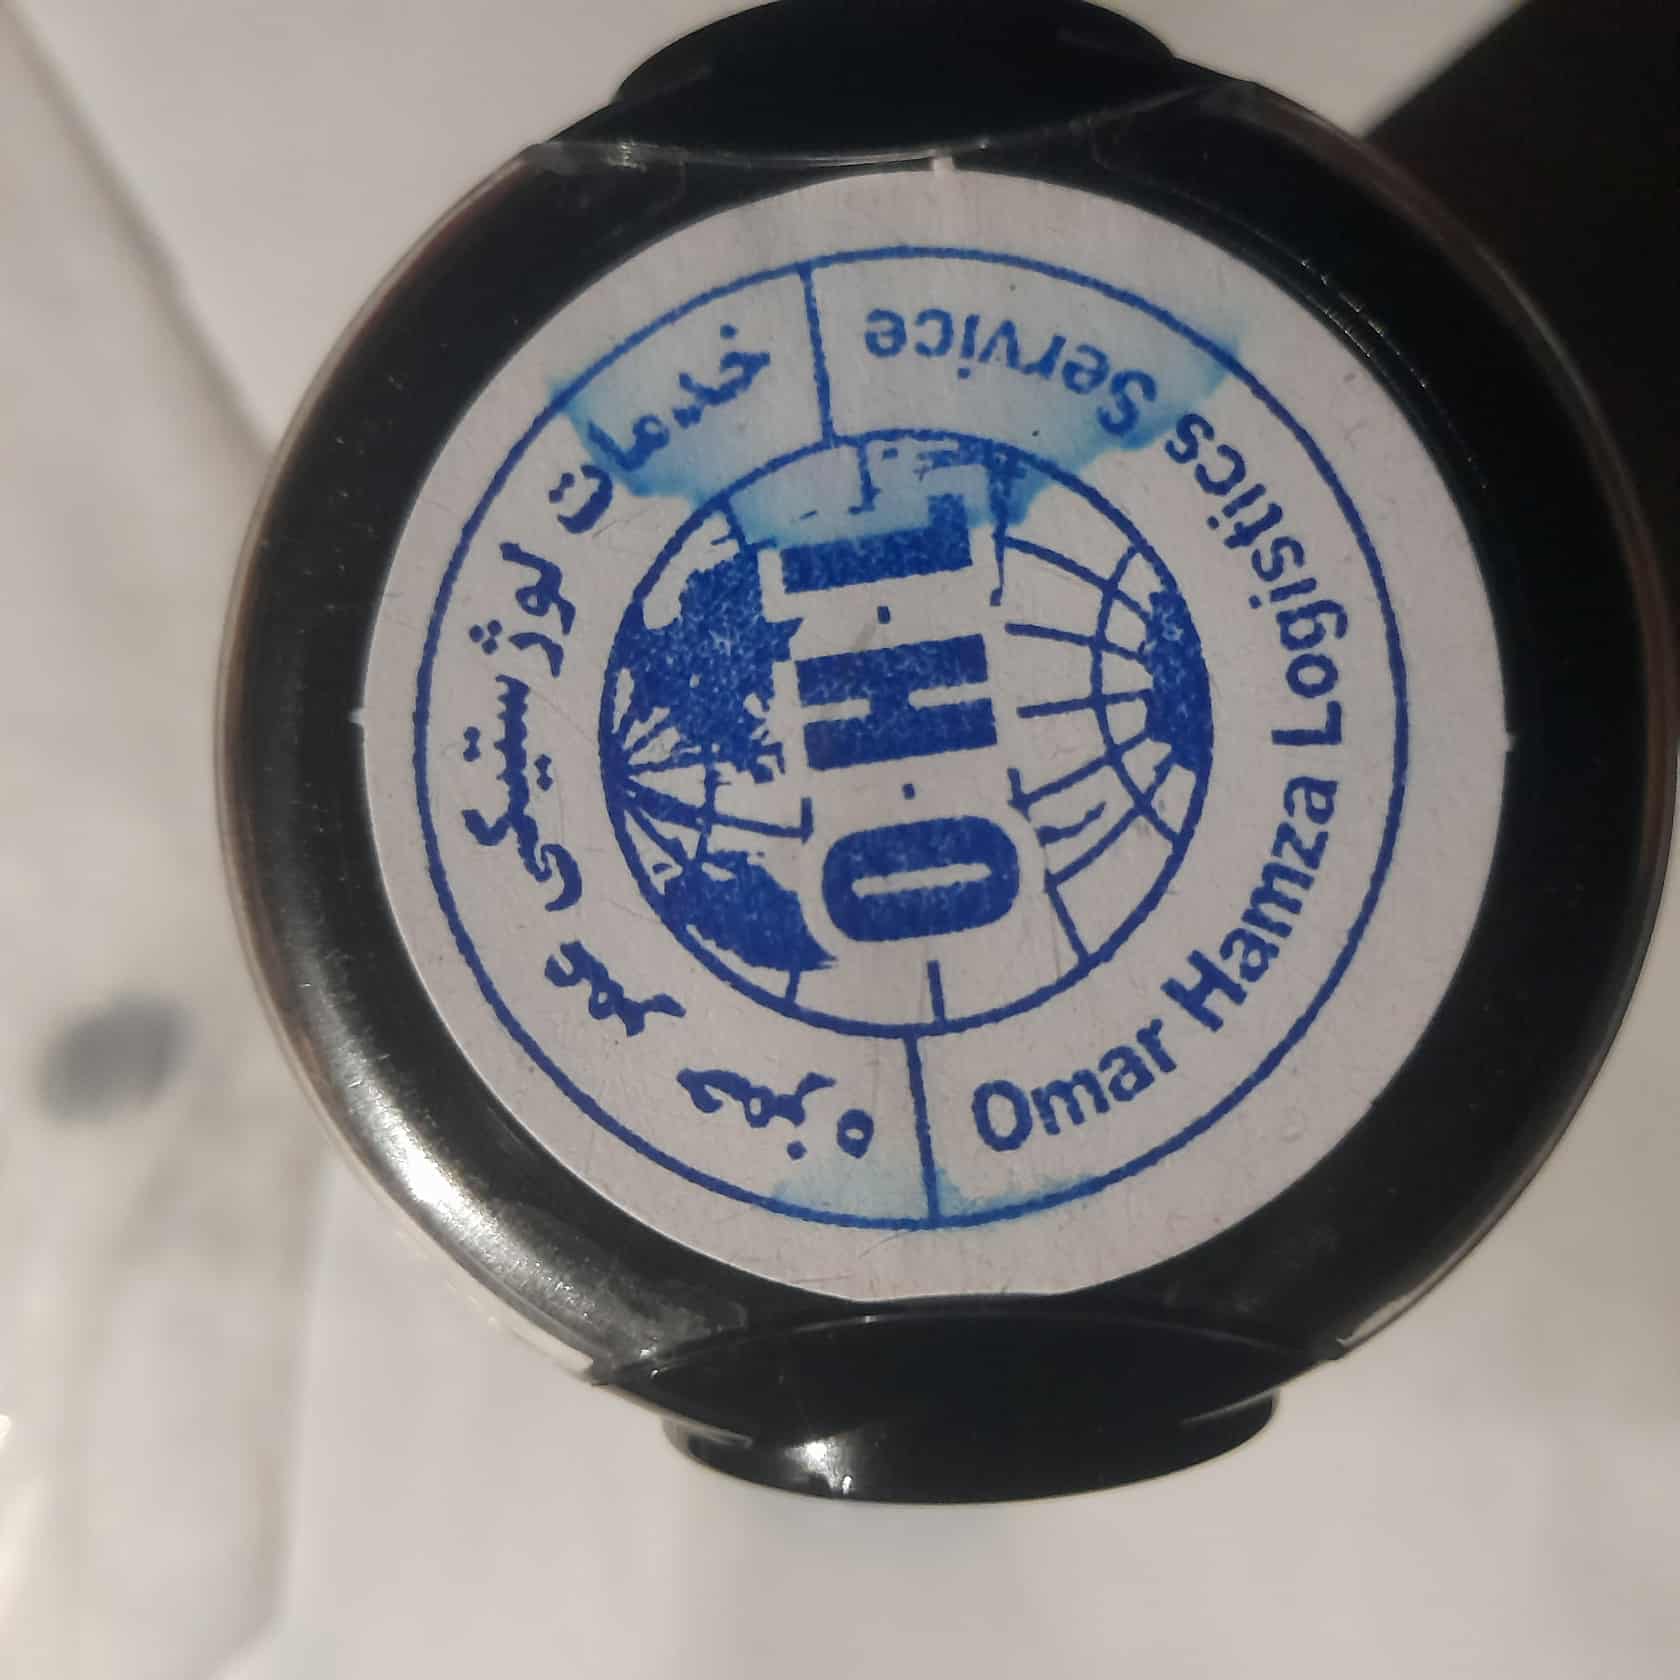 خدمات لوژستیکی عمر حمزه
O.H.L
Omar Hamza Logistics Service